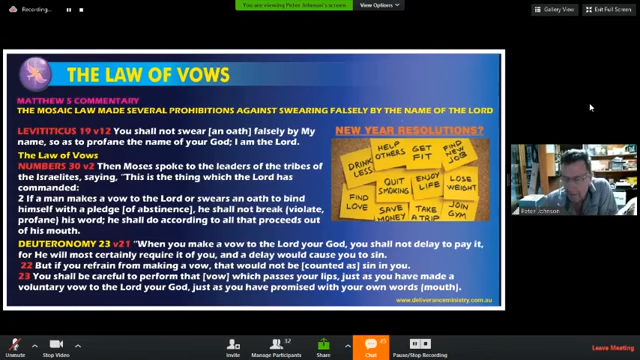 Recording...
You are viewing Peter Johnson's screen
View Options
Gallery View
Exit Full Screen
THE LAW OF VOWS
MATTHEW 5 COMMENTARY
THE MOSAIC LAW MADE SEVERAL PROHIBITIONS AGAINST SWEARING FALSELY BY THE NAME OF THE LORD
LEVITITICUS 19 v12 You shall not swear [an oath] falsely by My
name, so as to profane the name of your God; I am the Lord.
The Law of Vows
NUMBERS 30 v2 Then Moses spoke to the leaders of the tribes of
the Israelites, saying, "This is the thing which the Lord has
commanded:
2 If a man makes a vow to the Lord or swears an oath to bind
himself with a pledge [of abstinence], he shall not break (violate,
profane) his word; he shall do according to all that proceeds out
of his mouth.
NEW YEAR RESOLUTIONS?
DRINK
LESS
HELP
OTHERS
GET
FIT
FIND
NEW
JOB
QUIT
SMOKING
ENJOY
LIFE
LOSE
WEIGHT
FIND
LOVE
SAVE
MONEY
TAKE
A TRIP
JOIN
GYM
DEUTERONOMY 23 v21 "When you make a vow to the Lord your God, you shall not delay to pay it,
for He will most certainly require it of you, and a delay would cause you to sin.
22 But if you refrain from making a vow, that would not be [counted as] sin in you.
23 You shall be careful to perform that [vow] which passes your lips, just as you have made a
voluntary vow to the Lord your God, just as you have promised with your own words (mouth).
www.deliveranceministry.com.au
Peter Johnson
Unmute
Stop Video
Invite
32
Manage Participants
Share
25
Chat
Pause/Stop Recording
Leave Meeting